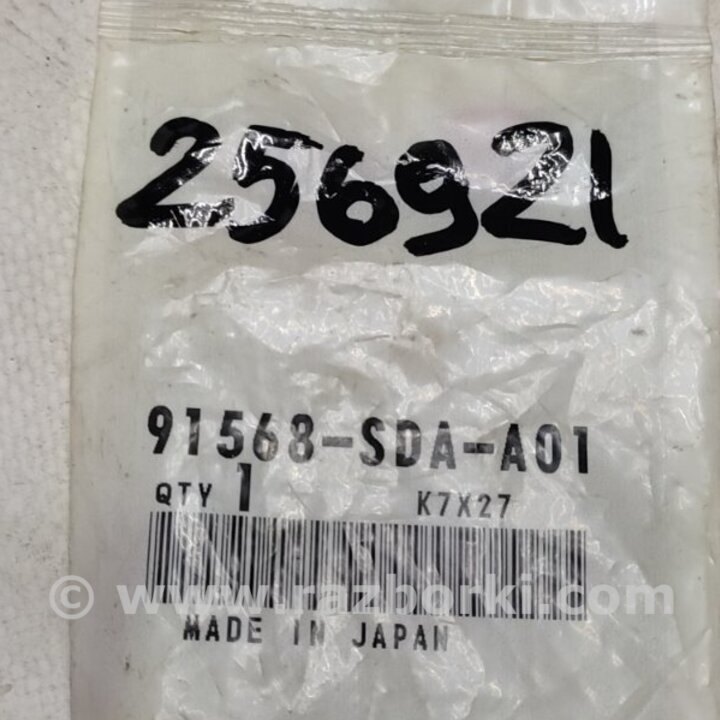 256921
91568-SDA-A01
QTY 1 K7X27
© www.razborki.com
MADE IN JAPAN